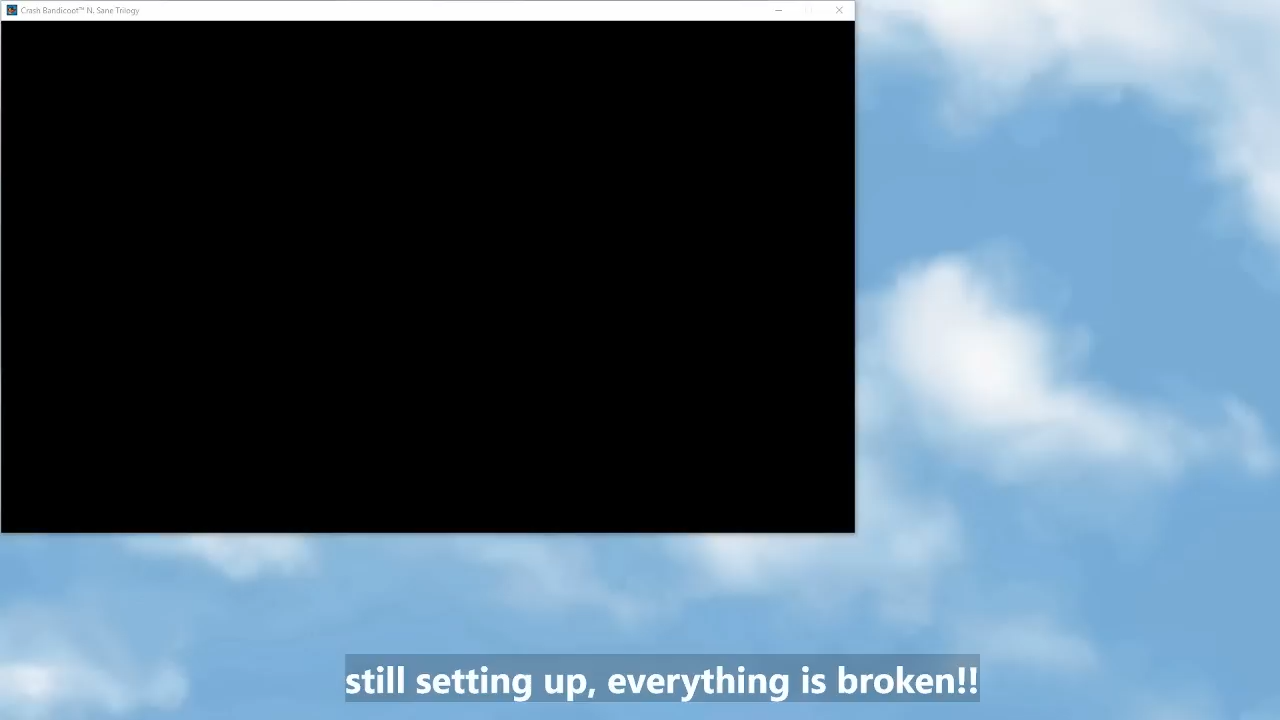 Crash Bandicoot™ N. Sane Trilogy
still setting up, everything is broken!!